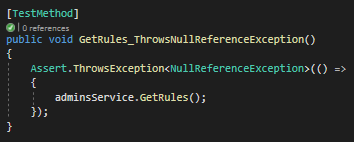 [TestMethod]
| 0 references
public void GetRules_ThrowsNullReferenceException()
{
    Assert.ThrowsException<NullReferenceException>(() =>
    {
        adminsService.GetRules();
    });
}